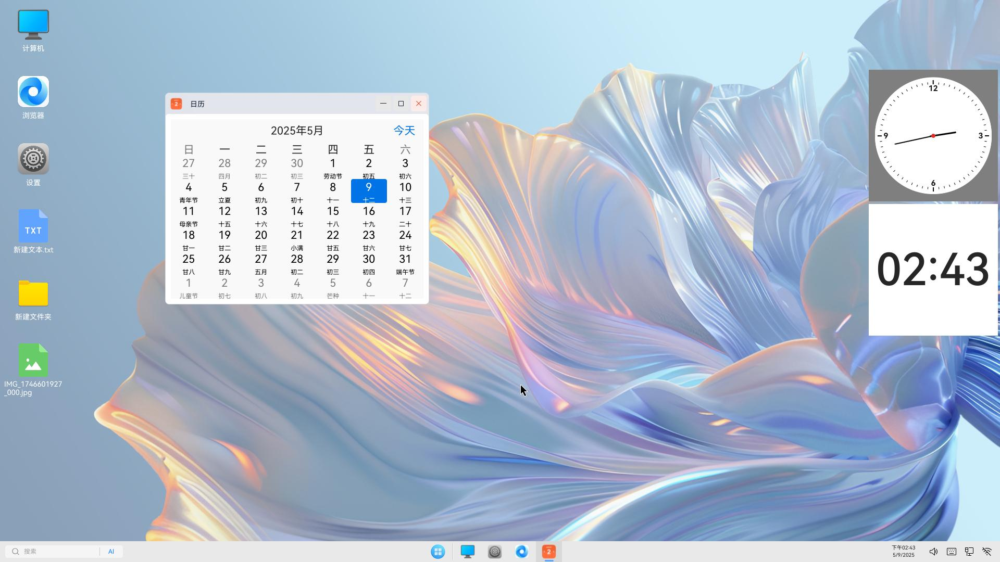 计算机
浏览器
设置
TXT
新建文本.txt
新建文件夹
IMG_1746601927
_000.jpg
2 日历
2025年5月 今天
日 一 二 三 四 五 六
27 28 29 30 1 2 3
三十 四月 初二 初三 劳动节 初五 初六
4 5 6 7 8 9 10
青年节 立夏 初九 初十 十一 十二 十三
11 12 13 14 15 16 17
母亲节 十五 十六 十七 十八 十九 二十
18 19 20 21 22 23 24
甘一 甘二 甘三 小满 甘五 甘六 甘七
25 26 27 28 29 30 31
甘八 甘九 五月 初二 初三 初四 端午节
1 2 3 4 5 6 7
儿童节 初七 初八 初九 芒种 十一 十二
12
9 3
6
02:43
搜索 AI
2
下午02:43
5/9/2025